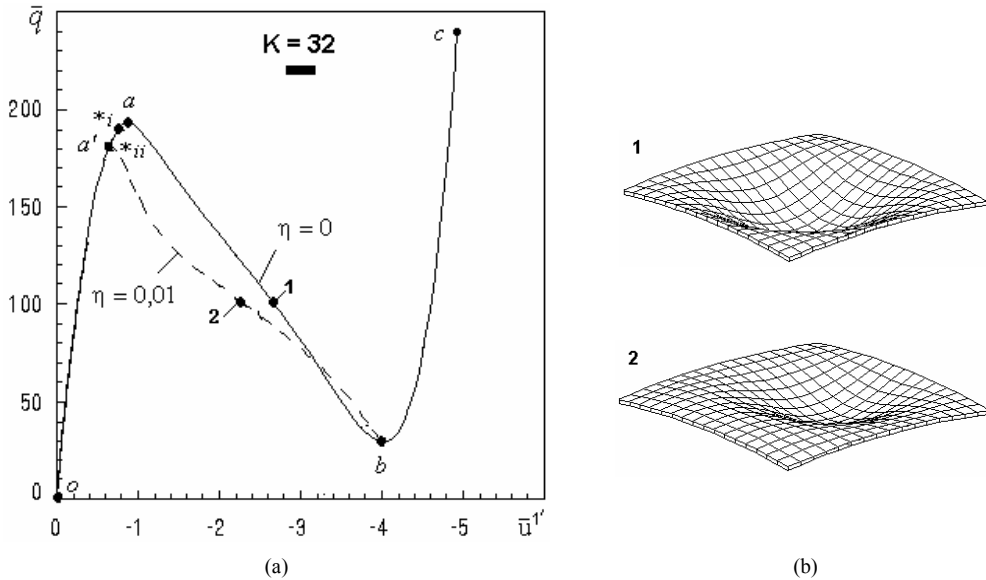 q̄
K = 32
c
200
a
*i
a'
*ii
150
η = 0
η = 0,01
100
1
2
50
b
0
o
0 -1 -2 -3 -4 -5 ū^1'
(a)
1
2
(b)